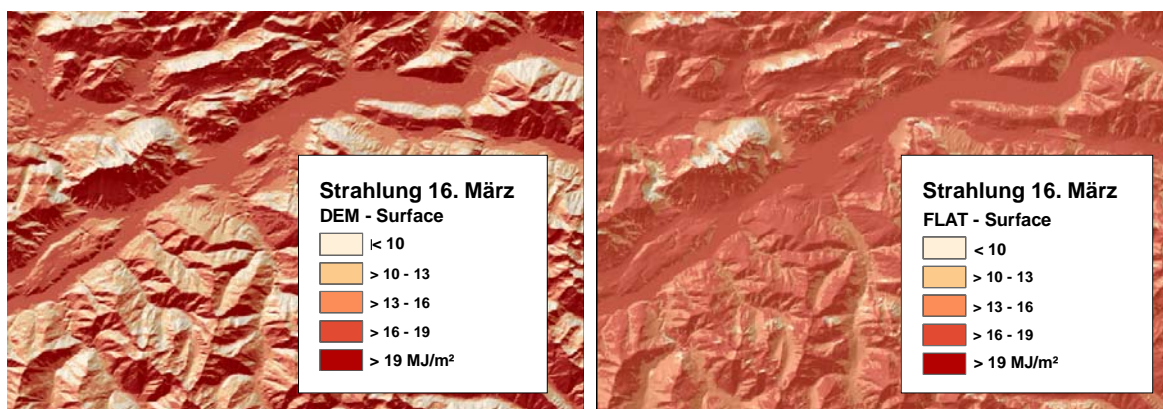 Strahlung 16. März
DEM - Surface
< 10
> 10 - 13
> 13 - 16
> 16 - 19
> 19 MJ/m²
Strahlung 16. März
FLAT - Surface
< 10
> 10 - 13
> 13 - 16
> 16 - 19
> 19 MJ/m²